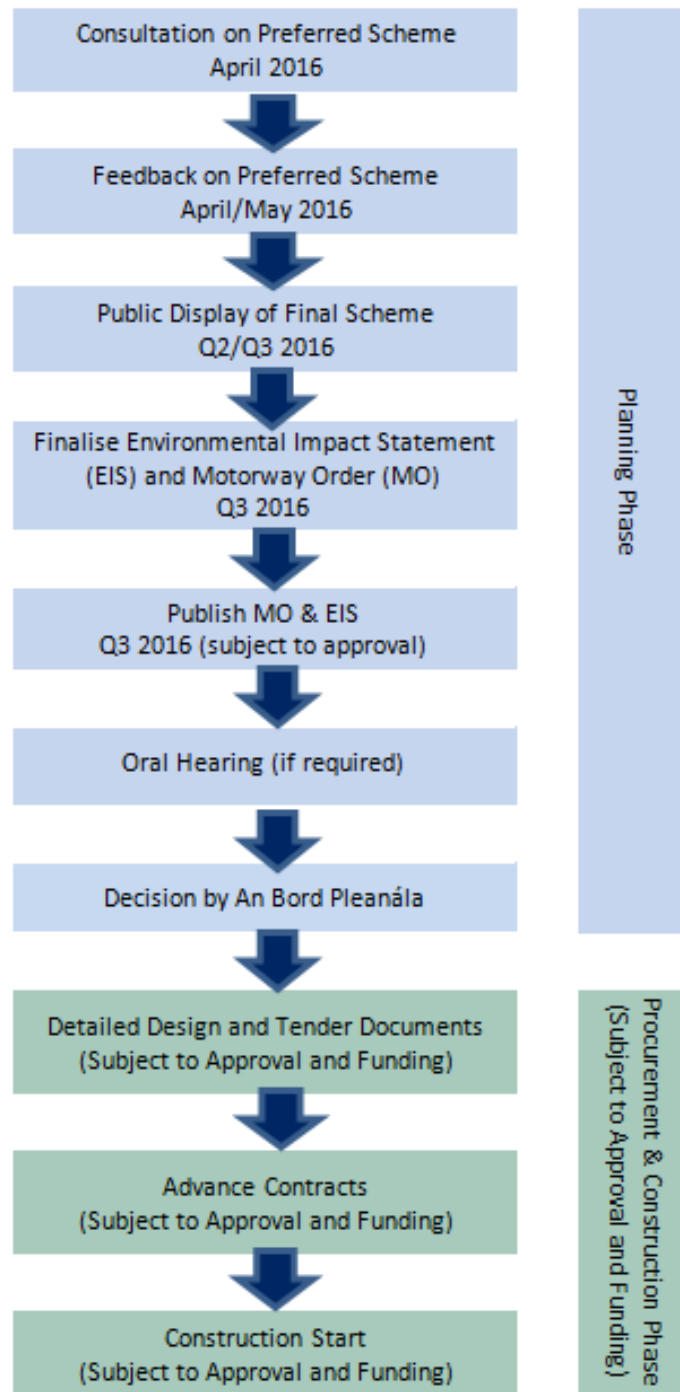 Consultation on Preferred Scheme
April 2016
Feedback on Preferred Scheme
April/May 2016
Public Display of Final Scheme
Q2/Q3 2016
Finalise Environmental Impact Statement
(EIS) and Motorway Order (MO)
Q3 2016
Publish MO & EIS
Q3 2016 (subject to approval)
Oral Hearing (if required)
Decision by An Bord Pleanála
Planning Phase
Detailed Design and Tender Documents
(Subject to Approval and Funding)
Advance Contracts
(Subject to Approval and Funding)
Construction Start
(Subject to Approval and Funding)
Procurement & Construction Phase
(Subject to Approval and Funding)